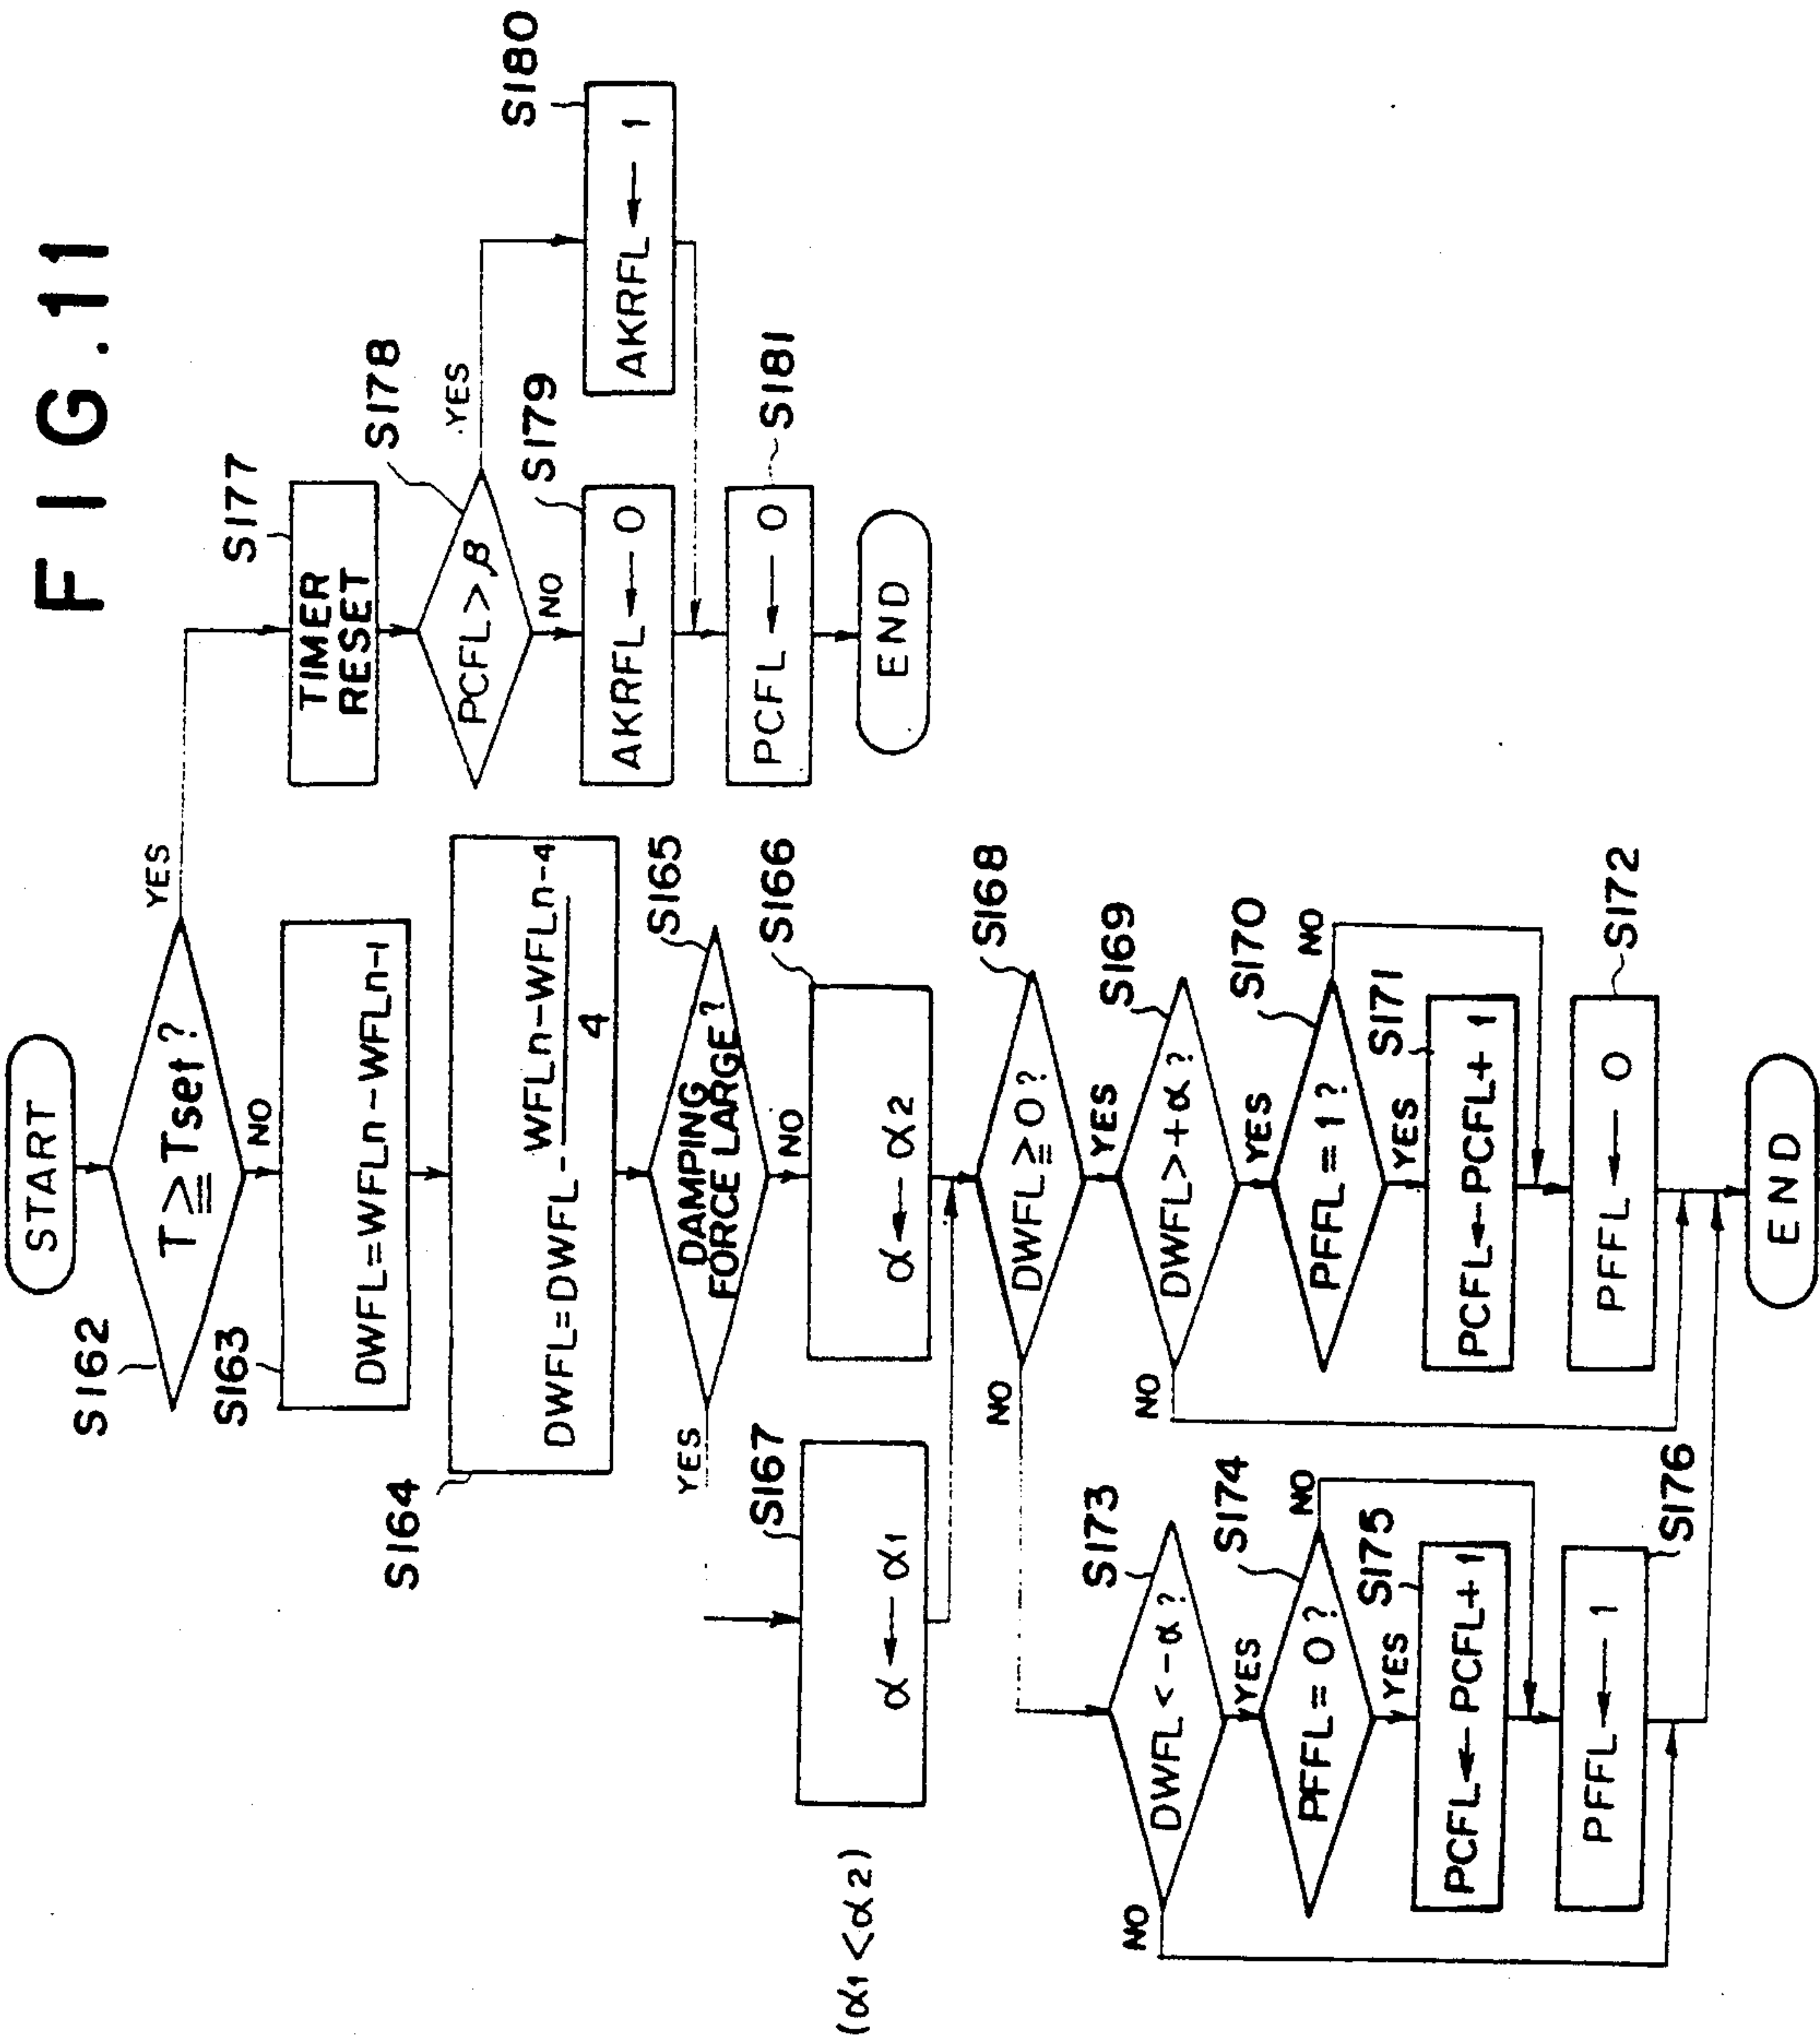 FIG.11
START
S162
T≧Tset?
YES
NO
S163
DWFL=WFLn-WFLn-1
S164
DWFL=DWFL-WFLn-WFLn-4
4
S165
DAMPING
FORCE LARGE?
YES
NO
S167
α←α1
S166
α←α2
(α1<α2)
S168
DWFL≧0?
NO
YES
S169
DWFL>+α?
NO
YES
S170
PFFL=1?
NO
YES
S171
PCFL←PCFL+1
S172
PFFL←0
END
S173
DWFL<-α?
NO
YES
S174
PFFL=0?
NO
YES
S175
PCFL←PCFL+1
S176
PFFL←1
S177
TIMER
RESET
S178
PCFL>β
YES
NO
S179
AKRFL←0
S180
AKRFL←1
S181
PCFL←0
END